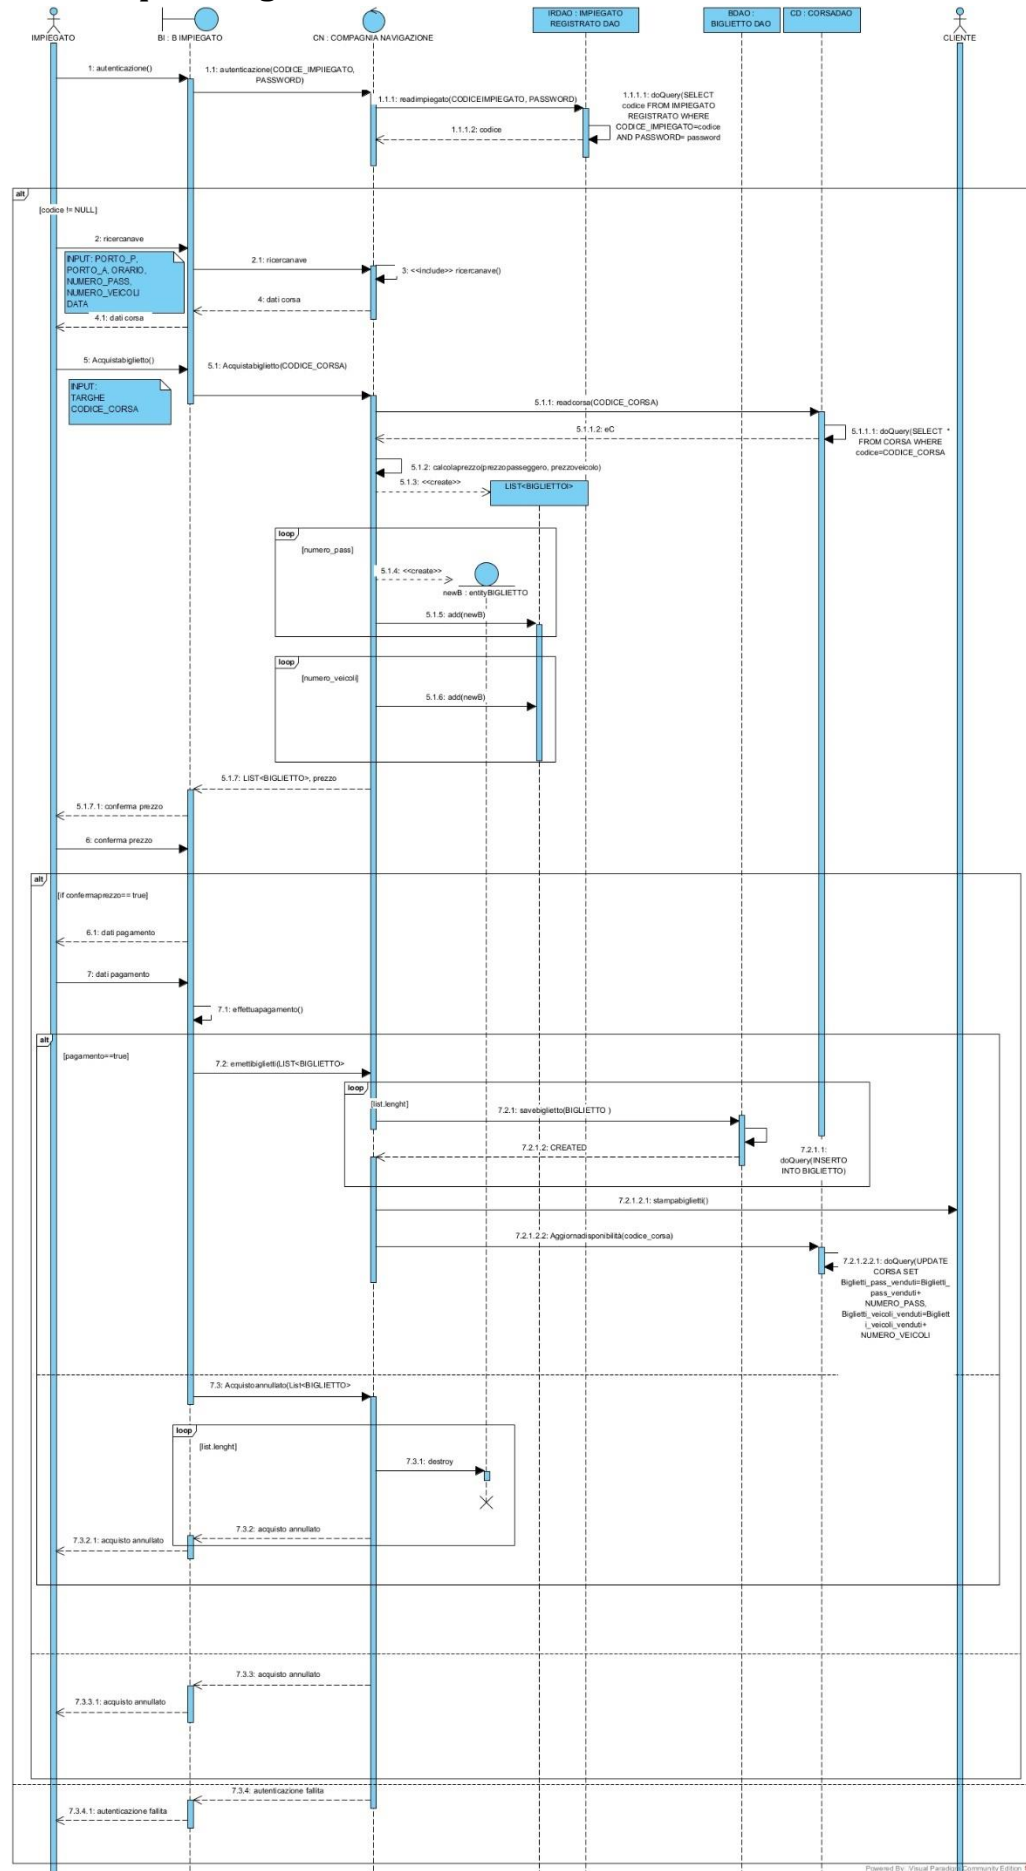 IRDAO : IMPIEGATO
REGISTRATO DAO
BDAO :
BIGLIETTO DAO
CD : CORSADAO
IMPIEGATO
BI : B IMPIEGATO
CN : COMPAGNIA NAVIGAZIONE
CLIENTE
1: autenticazione()
1.1: autenticazione(CODICE_IMPIIEGATO,
PASSWORD)
1.1.1: readimpiegato(CODICEIMPIEGATO, PASSWORD)
1.1.1.1: doQuery(SELECT
codice FROM IMPIEGATO
REGISTRATO WHERE
CODICE_IMPIEGATO=codice
AND PASSWORD= password
1.1.1.2: codice
alt
[codice != NULL]
2: ricercanave
INPUT: PORTO_P,
PORTO_A, ORARIO,
NUMERO_PASS,
NUMERO_VEICOLI
DATA
2.1: ricercanave
3: <<include>> ricercanave()
4: dati corsa
4.1: dati corsa
5: Acquistabiglietto()
5.1: Acquistabiglietto(CODICE_CORSA)
INPUT:
TARGHE
CODICE_CORSA
5.1.1: readcorsa(CODICE_CORSA)
5.1.1.1: doQuery(SELECT *
FROM CORSA WHERE
codice=CODICE_CORSA
5.1.1.2: eC
5.1.2: calcolaprezzo(prezzopasseggero, prezzoveicolo)
5.1.3: <<create>>
LIST<BIGLIETTOI>
loop
[numero_pass]
5.1.4: <<create>>
newB : entityBIGLIETTO
5.1.5: add(newB)
loop
[numero_veicoli]
5.1.6: add(newB)
5.1.7: LIST<BIGLIETTO>, prezzo
5.1.7.1: conferma prezzo
6: conferma prezzo
alt
[if confermaprezzo== true]
6.1: dati pagamento
7: dati pagamento
7.1: effettuapagamento()
alt
[pagamento==true]
7.2: emettibiglietti(LIST<BIGLIETTO>
loop
[list.lenght]
7.2.1: savebiglietto(BIGLIETTO )
7.2.1.1:
doQuery(INSERTO
INTO BIGLIETTO)
7.2.1.2: CREATED
7.2.1.2.1: stampabiglietti()
7.2.1.2.2: Aggiornadisponibilità(codice_corsa)
7.2.1.2.2.1: doQuery(UPDATE
CORSA SET
Biglietti_pass_venduti=Biglietti_
pass_venduti+
NUMERO_PASS,
Biglietti_veicoli_venduti=Bigliett
i_veicoli_venduti+
NUMERO_VEICOLI
7.3: Acquistoannullato(List<BIGLIETTO>
loop
[list.lenght]
7.3.1: destroy
7.3.2: acquisto annullato
7.3.2.1: acquisto annullato
7.3.3: acquisto annullato
7.3.3.1: acquisto annullato
7.3.4: autenticazione fallita
7.3.4.1: autenticazione fallita
Powered By: Visual Paradigm Community Edition